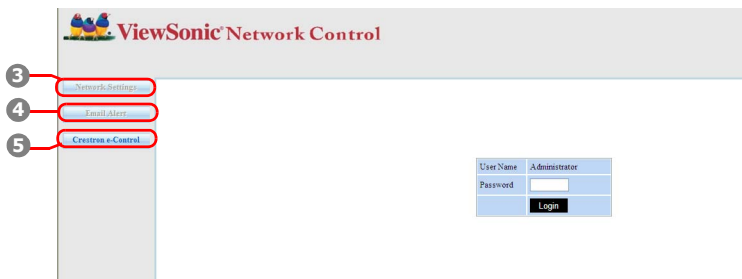 ViewSonic® Network Control
3
Network Settings
4
Email Alert
5
Crestron e-Control
User Name Administrator
Password
Login